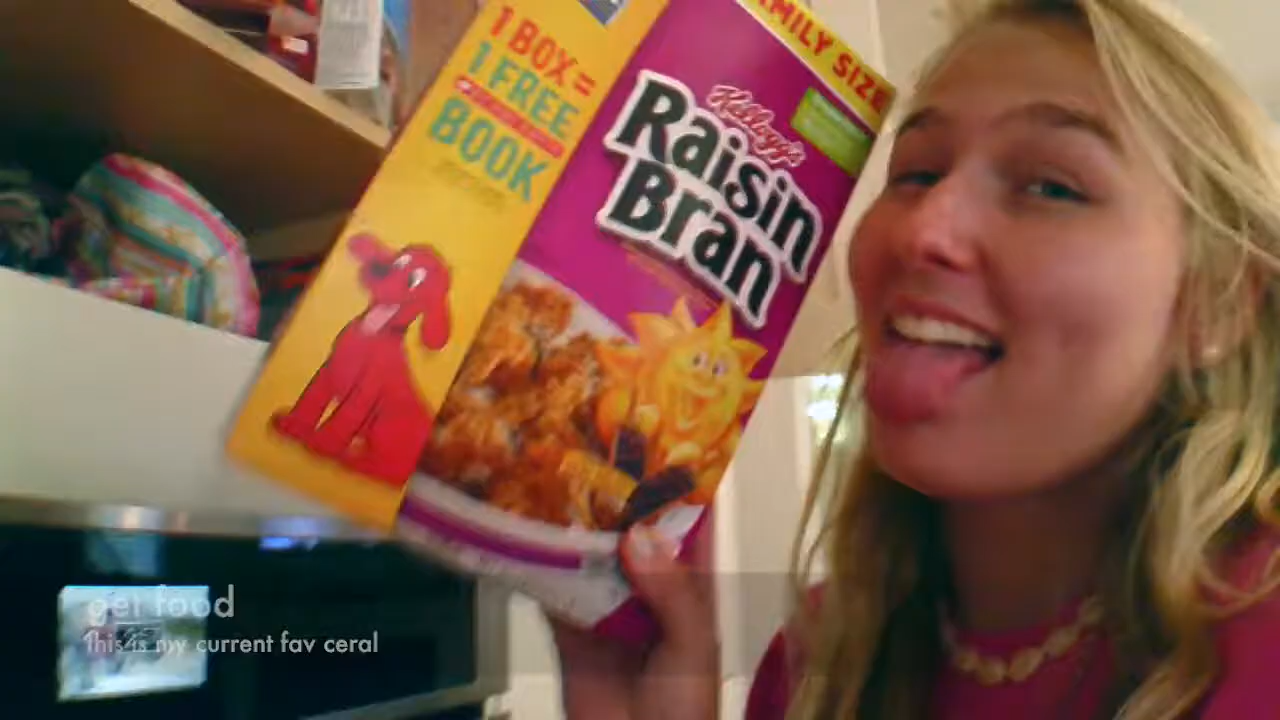 1 BOX =
1 FREE
BOOK
FAMILY SIZE
Kellogg's
Raisin
Bran
get food
This is my current fav ceral